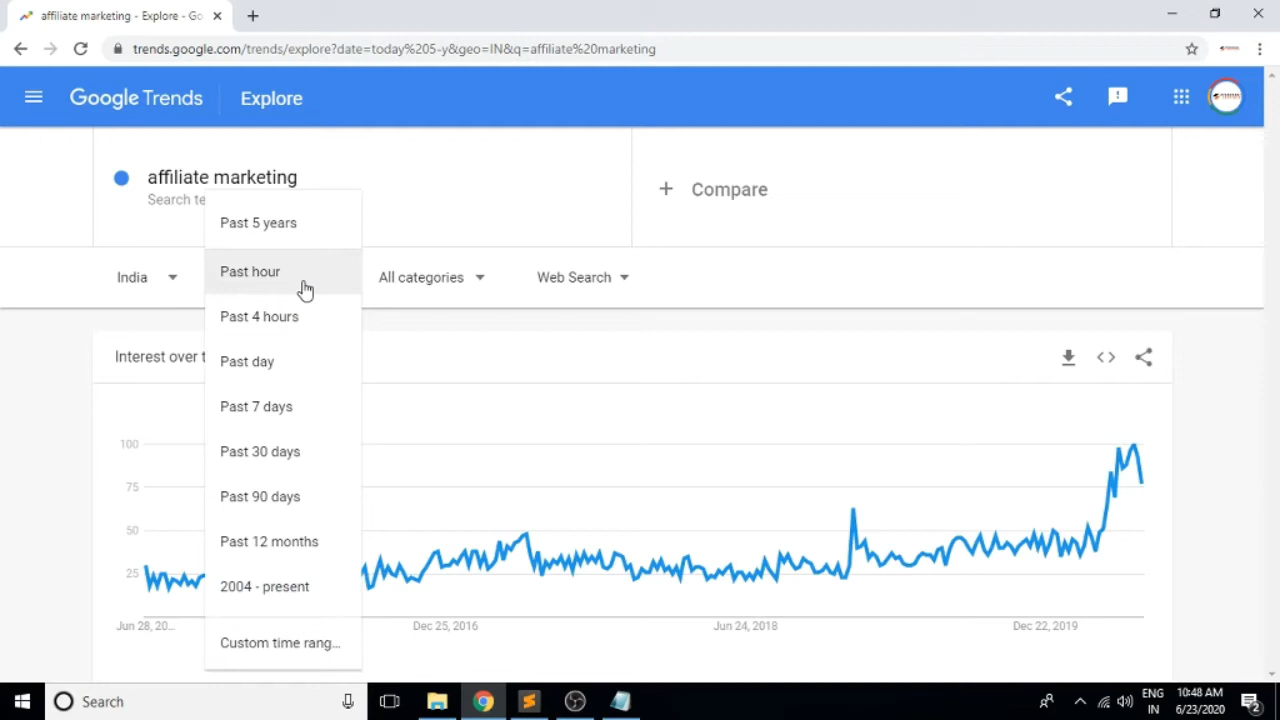 affiliate marketing - Explore - Go
trends.google.com/trends/explore?date=today%205-y&geo=IN&q=affiliate%20marketing
Google Trends
Explore
affiliate marketing
Search te
+ Compare
India
All categories
Web Search
Past 5 years
Past hour
Past 4 hours
Past day
Past 7 days
Past 30 days
Past 90 days
Past 12 months
2004 - present
Custom time rang...
Interest over t
100
75
50
25
Jun 28, 20...
Dec 25, 2016
Jun 24, 2018
Dec 22, 2019
Search
ENG
IN
10:48 AM
6/23/2020
2